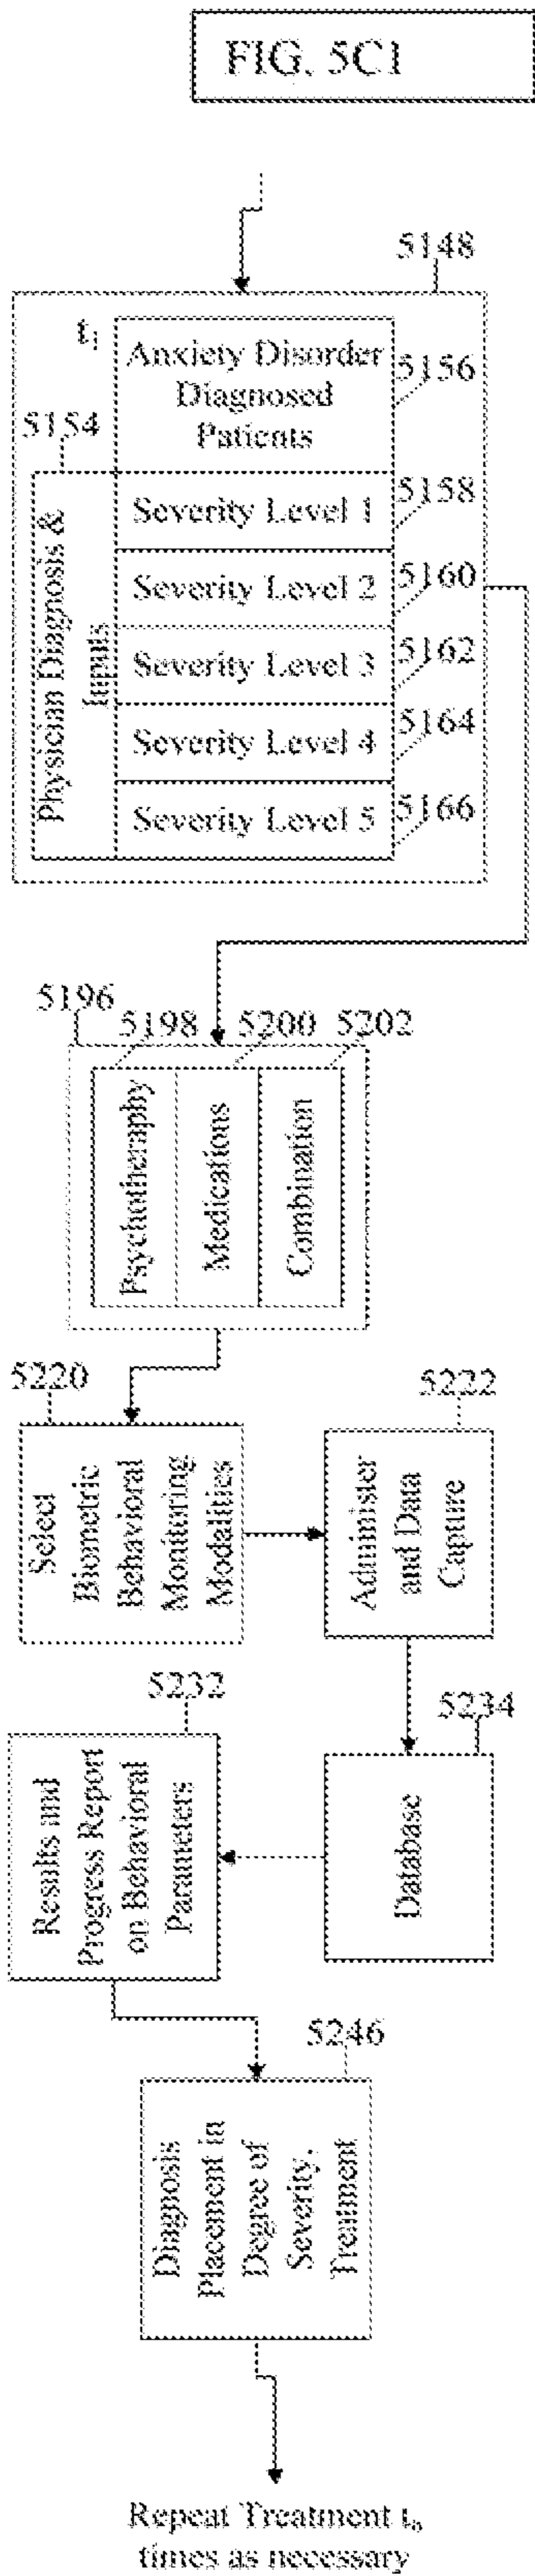 FIG. 5C1
5148
t₁
Anxiety Disorder
Diagnosed
Patients
5156
5154
Physician Diagnosis &
Inputs
Severity Level 1
5158
Severity Level 2
5160
Severity Level 3
5162
Severity Level 4
5164
Severity Level 5
5166
5196
5198
5200
5202
Psychotherapy
Medications
Combination
5220
Select
Biometric
Behavioral
Monitoring
Modalities
5222
Administer
and Data
Capture
5232
Results and
Progress Report
on Behavioral
Parameters
5234
Database
5246
Diagnosis
Placement in
Degree of
Severity,
Treatment
Repeat Treatment tₙ
times as necessary